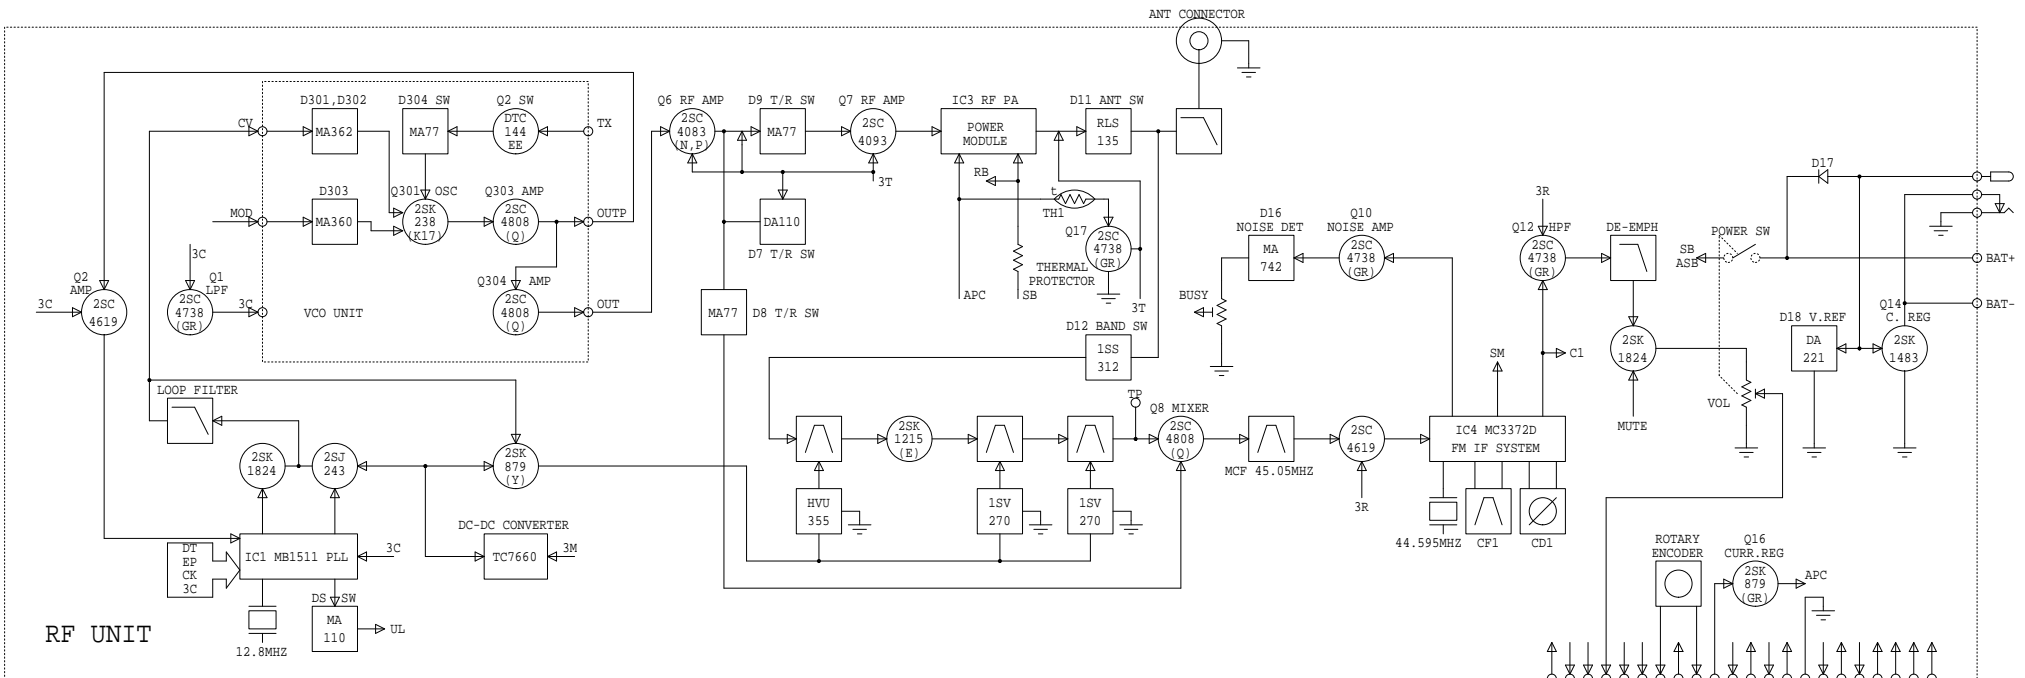 ANT CONNECTOR
D301,D302
D304 SW
Q2 SW
Q6 RF AMP
D9 T/R SW
Q7 RF AMP
IC3 RF PA
D11 ANT SW
CV
MA362
MA77
DTC
144
EE
TX
2SC
4083
(N,P)
MA77
2SC
4093
POWER
MODULE
RLS
135
3T
RB
t
TH1
D303
Q301 OSC
Q303 AMP
MOD
MA360
2SK
238
(K17)
2SC
4808
(Q)
OUTP
DA110
D7 T/R SW
Q17
2SC
4738
(GR)
THERMAL
PROTECTOR
APC
SB
3T
D16
NOISE DET
MA
742
Q10
NOISE AMP
2SC
4738
(GR)
3R
Q12 HPF
2SC
4738
(GR)
DE-EMPH
POWER SW
SB
ASB
D17
BAT+
BAT-
3C
Q2
AMP
3C
2SC
4619
Q1
LPF
2SC
4738
(GR)
3C
VCO UNIT
Q304 AMP
2SC
4808
(Q)
OUT
MA77
D8 T/R SW
BUSY
D12 BAND SW
1SS
312
SM
C1
2SK
1824
MUTE
VOL
D18 V.REF
DA
221
Q14
C. REG
2SK
1483
LOOP FILTER
2SK
1824
2SJ
243
2SK
879
(Y)
2SK
1215
(E)
TP
Q8 MIXER
2SC
4808
(Q)
MCF 45.05MHZ
2SC
4619
3R
IC4 MC3372D
FM IF SYSTEM
HVU
355
1SV
270
1SV
270
44.595MHZ
CF1
CD1
DT
EP
CK
3C
IC1 MB1511 PLL
3C
DC-DC CONVERTER
TC7660
3M
DS SW
MA
110
UL
12.8MHZ
ROTARY
ENCODER
Q16
CURR.REG
2SK
879
(GR)
APC
RF UNIT